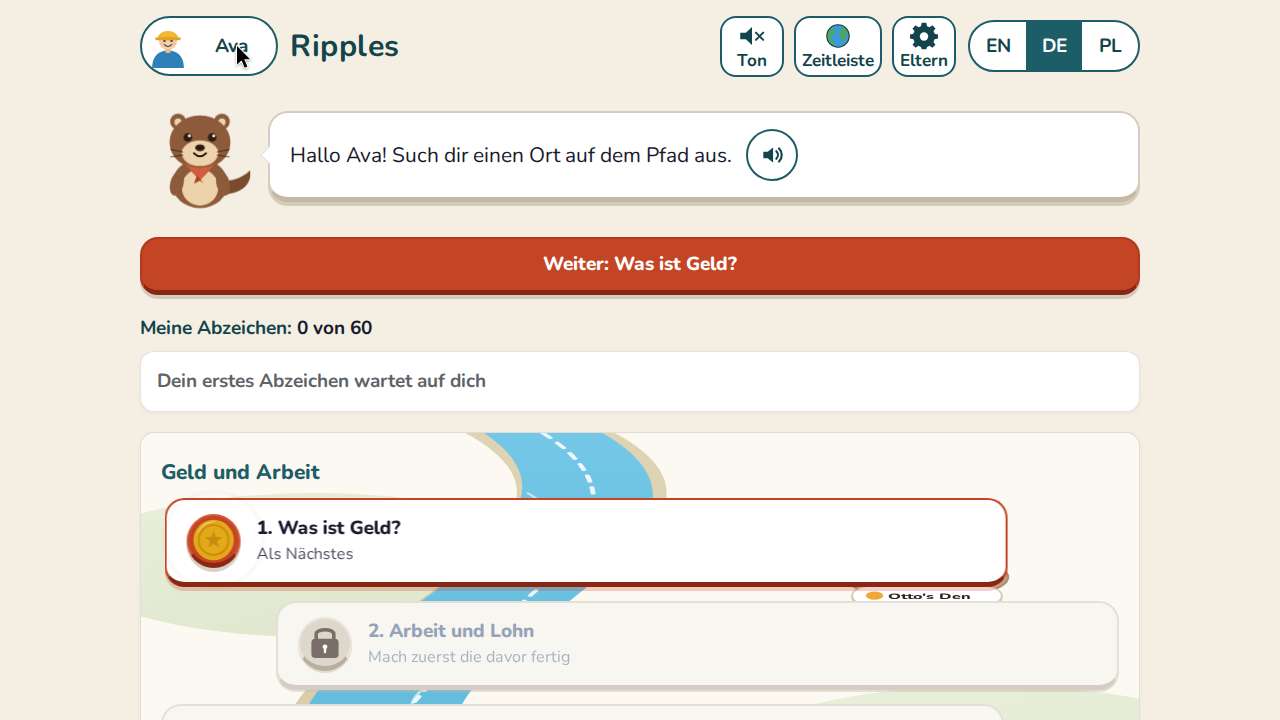 Ava
Ripples
Ton
Zeitleiste
Eltern
EN
DE
PL
Hallo Ava! Such dir einen Ort auf dem Pfad aus.
Weiter: Was ist Geld?
Meine Abzeichen: 0 von 60
Dein erstes Abzeichen wartet auf dich
Geld und Arbeit
1. Was ist Geld?
Als Nächstes
Otto's Den
2. Arbeit und Lohn
Mach zuerst die davor fertig